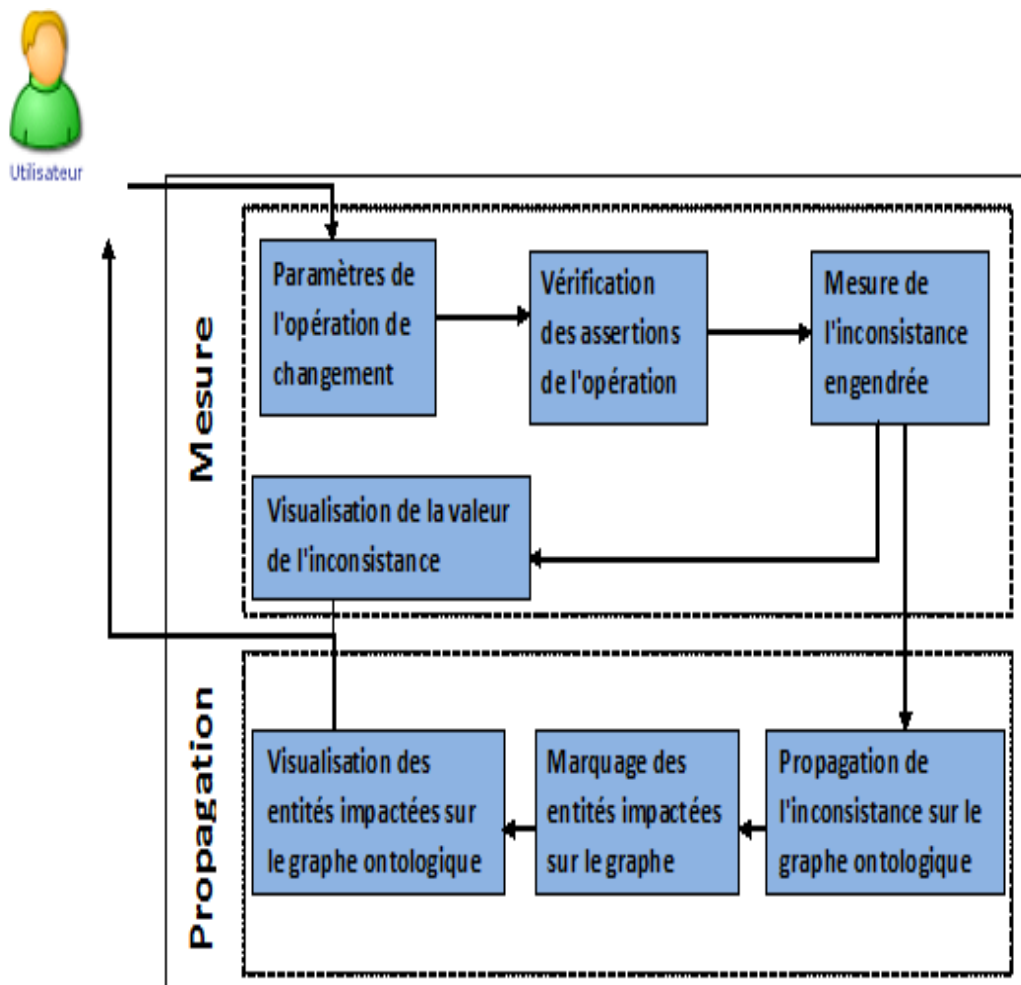 Utilisateur
Mesure
Paramètres de
l'opération de
changement
Vérification
des assertions
de l'opération
Mesure de
l'inconsistance
engendrée
Visualisation de la valeur
de l'inconsistance
Propagation
Visualisation des
entités impactées sur
le graphe ontologique
Marquage des
entités impactées
sur le graphe
Propagation de
l'inconsistance sur le
graphe ontologique